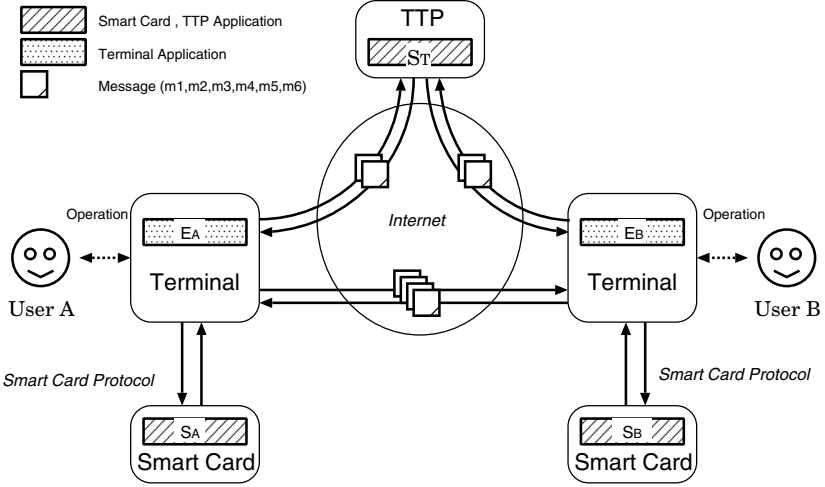 Smart Card , TTP Application
Terminal Application
Message (m1,m2,m3,m4,m5,m6)
TTP
ST
Internet
Operation
EA
Terminal
User A
Operation
EB
Terminal
User B
Smart Card Protocol
Smart Card Protocol
SA
Smart Card
SB
Smart Card